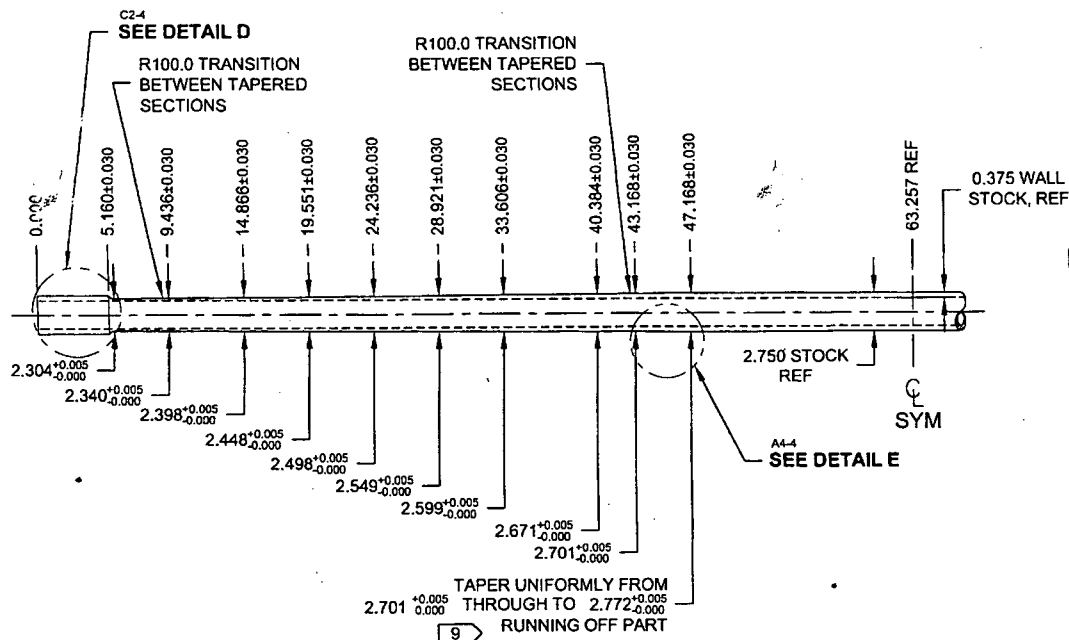 C2-4
SEE DETAIL D
R100.0 TRANSITION
BETWEEN TAPERED
SECTIONS
R100.0 TRANSITION
BETWEEN TAPERED
SECTIONS
5.160±0.030
9.436±0.030
14.866±0.030
19.551±0.030
24.236±0.030
28.921±0.030
33.606±0.030
40.384±0.030
43.168±0.030
47.168±0.030
63.257 REF
0.375 WALL
STOCK, REF
2.304 +0.005 -0.000
2.340 +0.005 -0.000
2.398 +0.005 -0.000
2.448 +0.005 -0.000
2.498 +0.005 -0.000
2.549 +0.005 -0.000
2.599 +0.005 -0.000
2.671 +0.005 -0.000
2.701 +0.005 -0.000
2.750 STOCK
REF
CL
SYM
A4-4
SEE DETAIL E
TAPER UNIFORMLY FROM
2.701 +0.005 0.000 THROUGH TO 2.772 +0.005 -0.000
RUNNING OFF PART
9